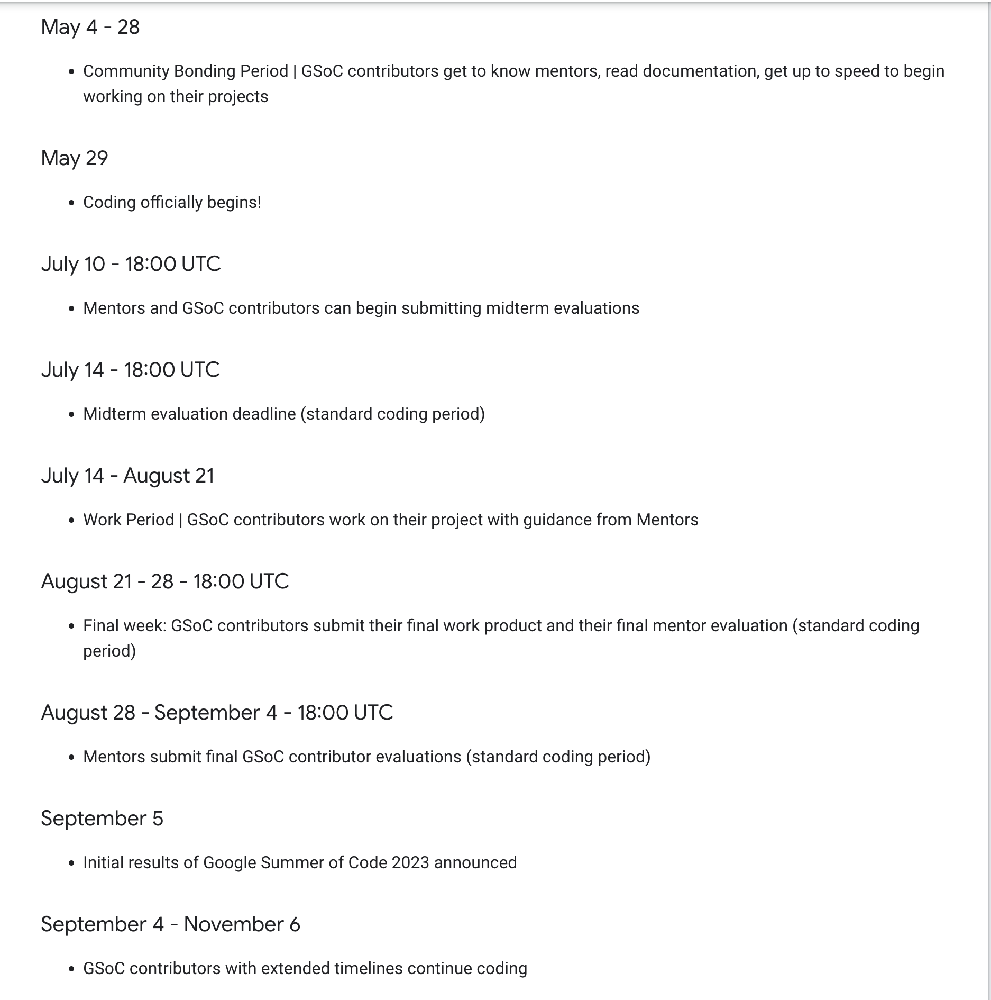 May 4 - 28
• Community Bonding Period | GSoC contributors get to know mentors, read documentation, get up to speed to begin
working on their projects
May 29
• Coding officially begins!
July 10 - 18:00 UTC
• Mentors and GSoC contributors can begin submitting midterm evaluations
July 14 - 18:00 UTC
• Midterm evaluation deadline (standard coding period)
July 14 - August 21
• Work Period | GSoC contributors work on their project with guidance from Mentors
August 21 - 28 - 18:00 UTC
• Final week: GSoC contributors submit their final work product and their final mentor evaluation (standard coding
period)
August 28 - September 4 - 18:00 UTC
• Mentors submit final GSoC contributor evaluations (standard coding period)
September 5
• Initial results of Google Summer of Code 2023 announced
September 4 - November 6
• GSoC contributors with extended timelines continue coding